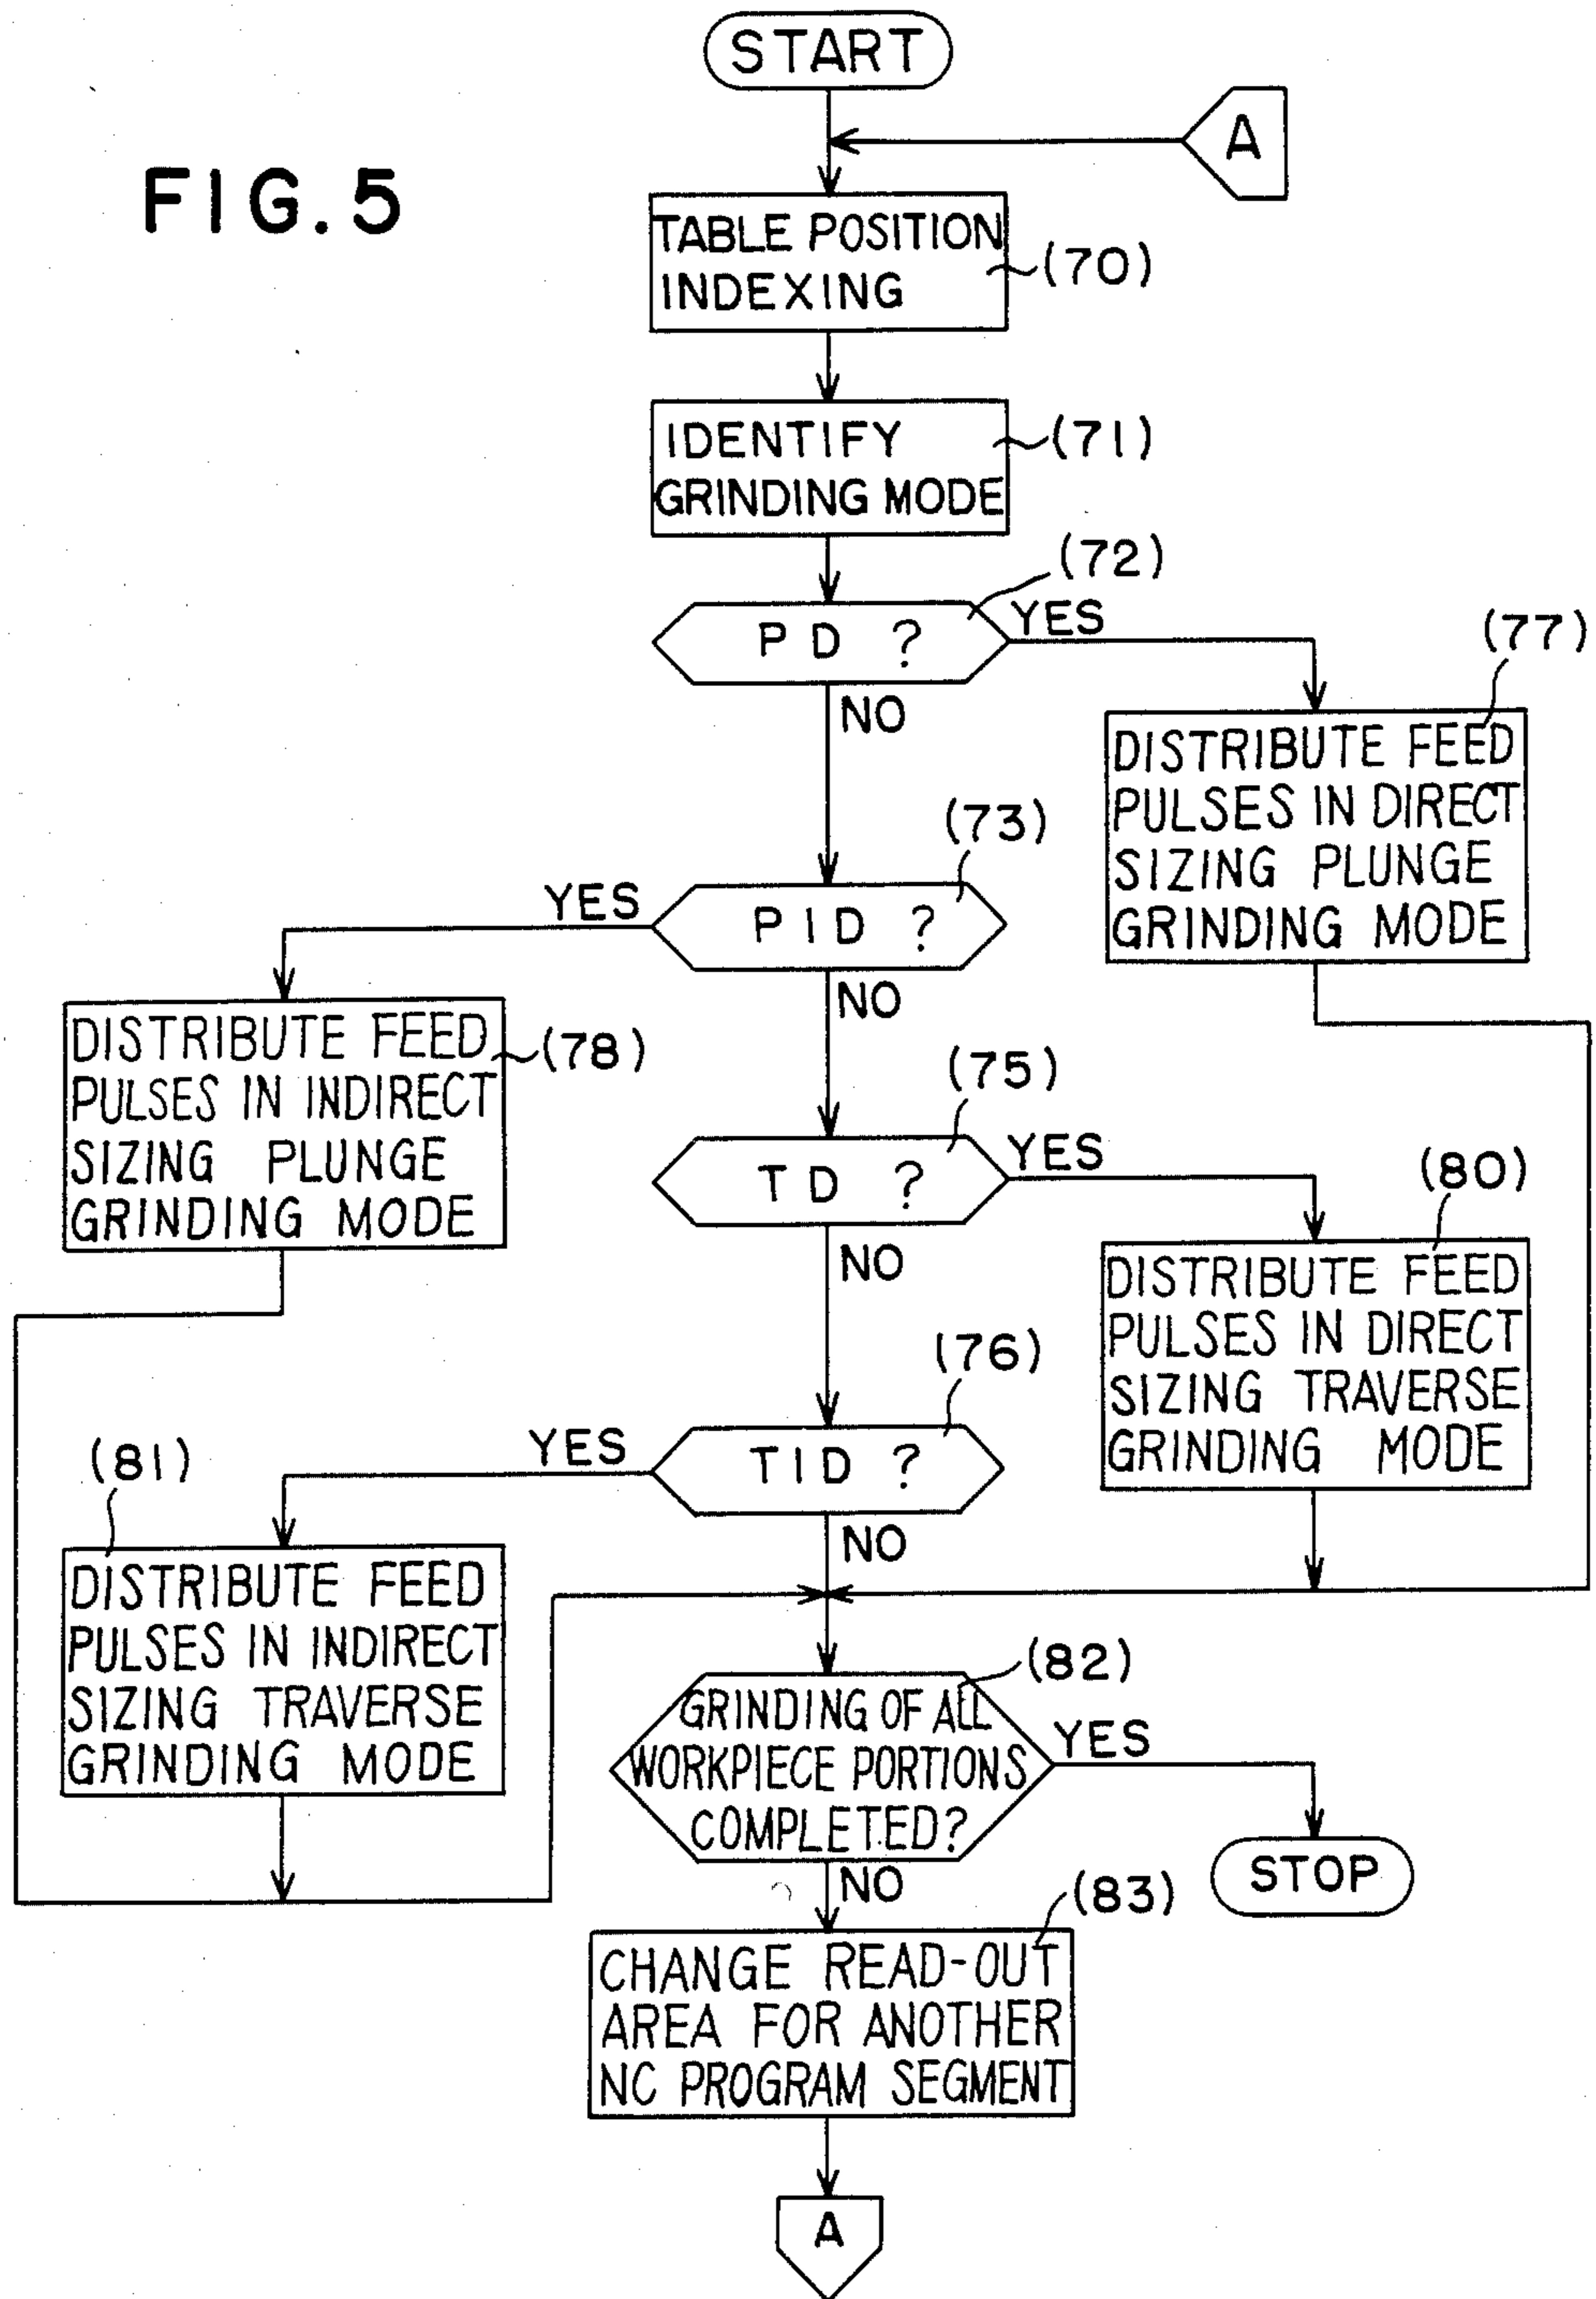 START
A
FIG. 5
TABLE POSITION
INDEXING
(70)
IDENTIFY
GRINDING MODE
(71)
(72)
PD ?
YES
NO
(77)
DISTRIBUTE FEED
PULSES IN DIRECT
SIZING PLUNGE
GRINDING MODE
(73)
YES
PID ?
NO
DISTRIBUTE FEED
PULSES IN INDIRECT
SIZING PLUNGE
GRINDING MODE
(78)
(75)
TD ?
YES
NO
(80)
DISTRIBUTE FEED
PULSES IN DIRECT
SIZING TRAVERSE
GRINDING MODE
(76)
YES
TID ?
NO
(81)
DISTRIBUTE FEED
PULSES IN INDIRECT
SIZING TRAVERSE
GRINDING MODE
(82)
GRINDING OF ALL
WORKPIECE PORTIONS
COMPLETED?
YES
STOP
NO
(83)
CHANGE READ-OUT
AREA FOR ANOTHER
NC PROGRAM SEGMENT
A